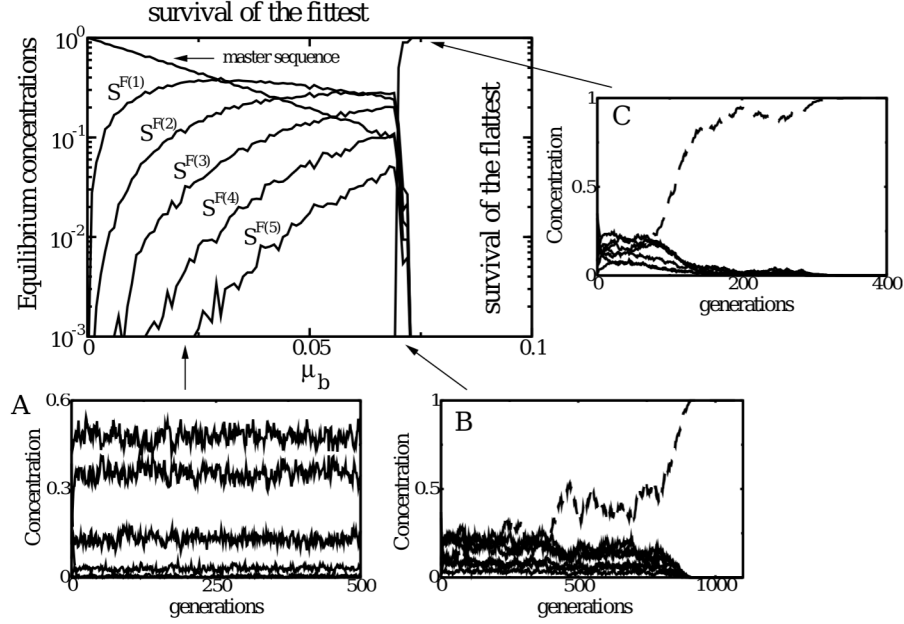 survival of the fittest
Equilibrium concentrations
10^0
10^-1
10^-2
10^-3
master sequence
S^F(1)
S^F(2)
S^F(3)
S^F(4)
S^F(5)
survival of the flattest
0
0.05
0.1
μ_b
C
Concentration
1
0.5
0
0
200
400
generations
A
Concentration
0.6
0.3
0
0
250
500
generations
B
Concentration
1
0.5
0
0
500
1000
generations